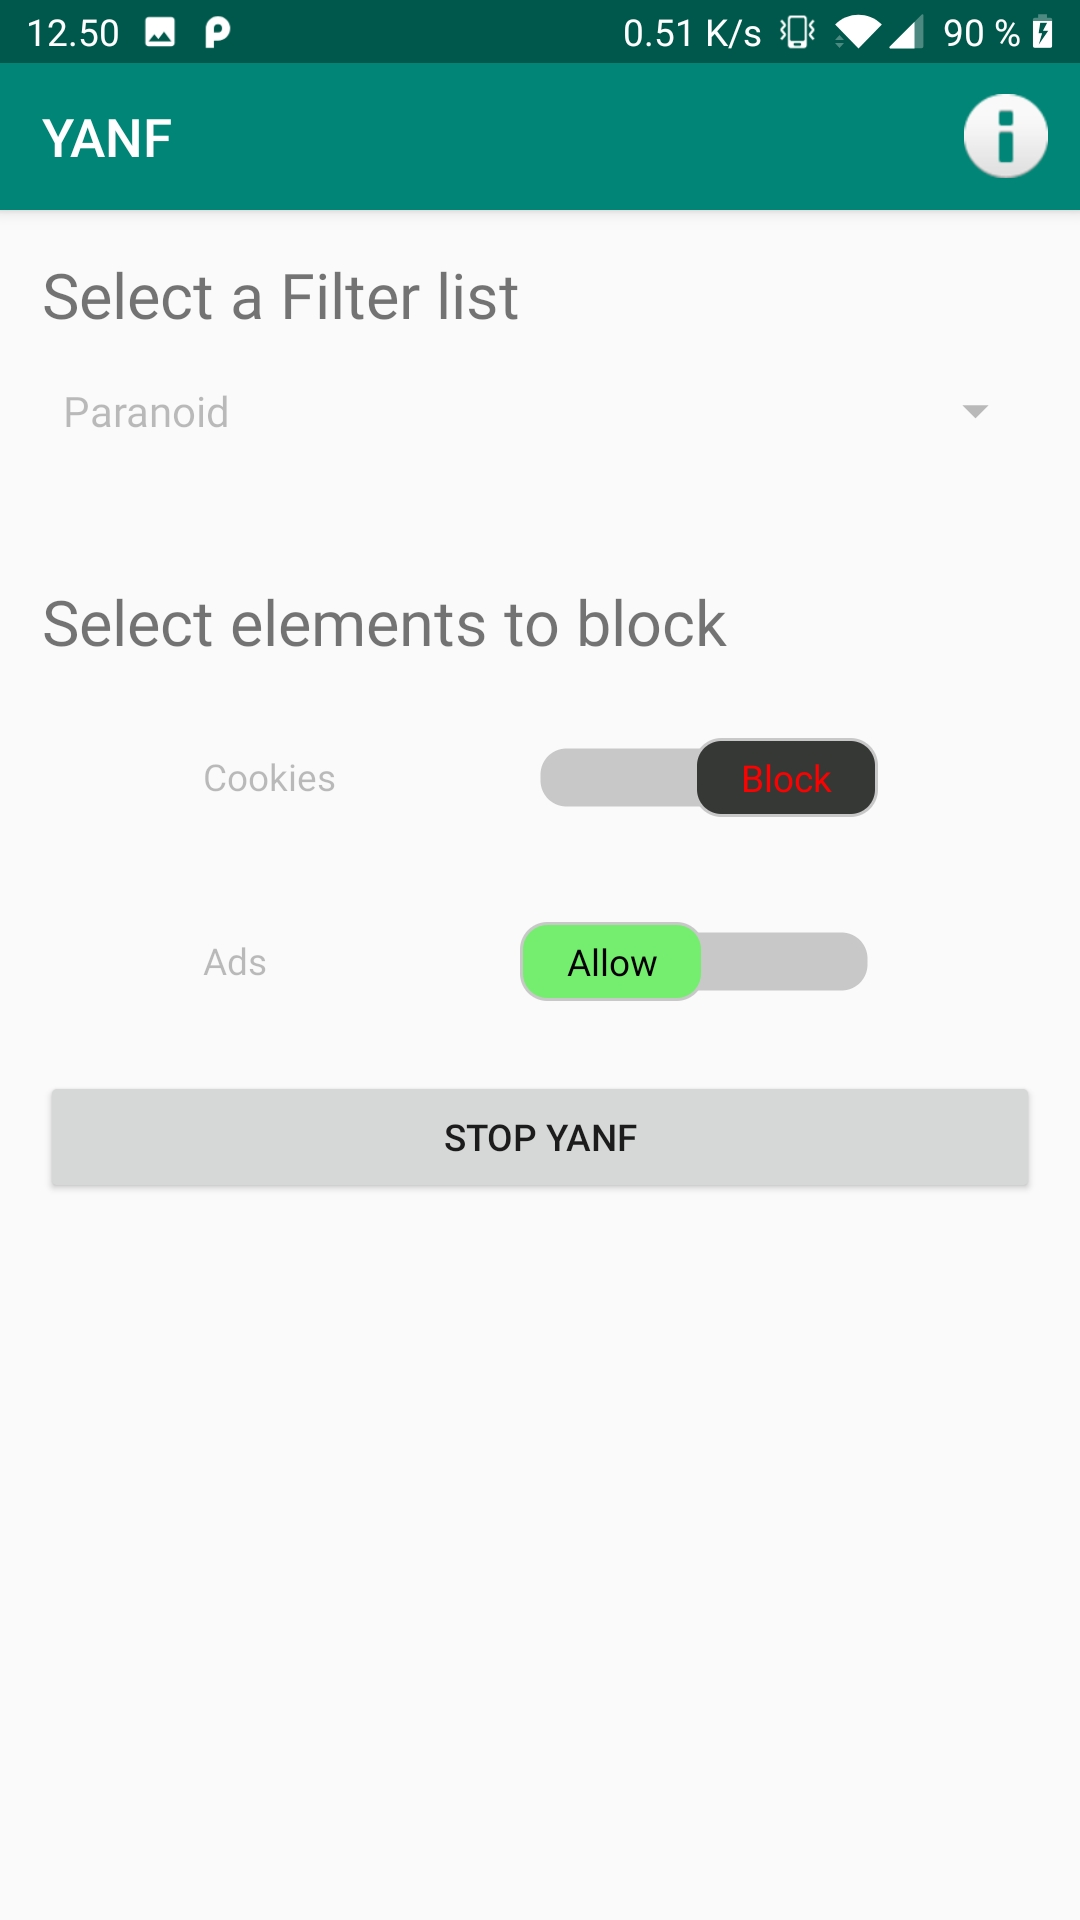 12.50 0.51 K/s 90 %
YANF
Select a Filter list
Paranoid
Select elements to block
Cookies Block
Ads Allow
STOP YANF